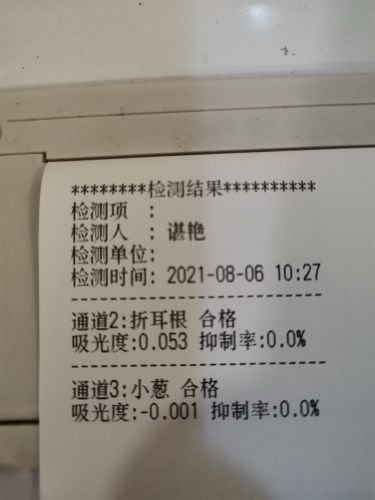 ********检测结果**********
检测项 :
检测人 : 谌艳
检测单位:
检测时间: 2021-08-06 10:27
--------------------------
通道2:折耳根 合格
吸光度:0.053 抑制率:0.0%
--------------------------
通道3:小葱 合格
吸光度:-0.001 抑制率:0.0%